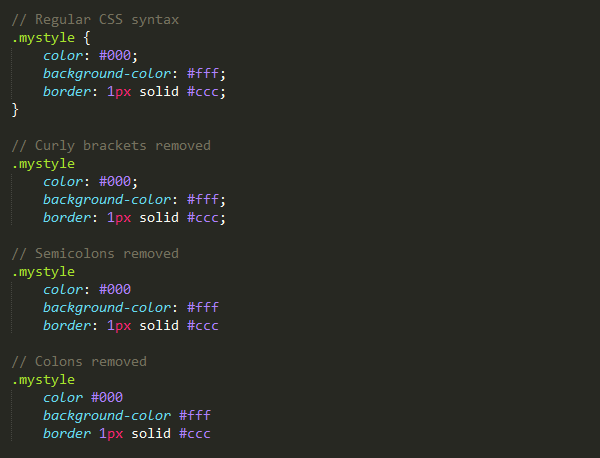 // Regular CSS syntax
.mystyle {
    color: #000;
    background-color: #fff;
    border: 1px solid #ccc;
}

// Curly brackets removed
.mystyle
    color: #000;
    background-color: #fff;
    border: 1px solid #ccc;

// Semicolons removed
.mystyle
    color: #000
    background-color: #fff
    border: 1px solid #ccc

// Colons removed
.mystyle
    color #000
    background-color #fff
    border 1px solid #ccc